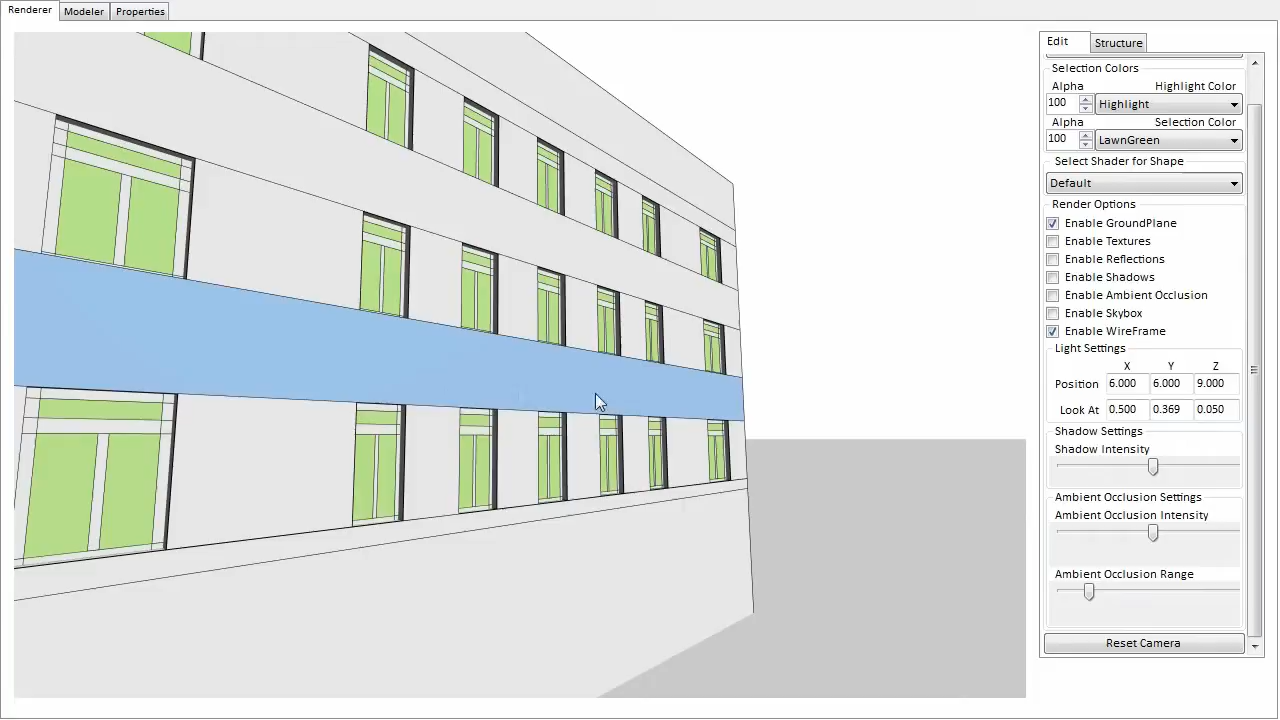 Renderer Modeler Properties
Edit Structure
Selection Colors
Alpha Highlight Color
100 Highlight
Alpha Selection Color
100 LawnGreen
Select Shader for Shape
Default
Render Options
Enable GroundPlane
Enable Textures
Enable Reflections
Enable Shadows
Enable Ambient Occlusion
Enable Skybox
Enable WireFrame
Light Settings
X Y Z
Position 6.000 6.000 9.000
Look At 0.500 0.369 0.050
Shadow Settings
Shadow Intensity
Ambient Occlusion Settings
Ambient Occlusion Intensity
Ambient Occlusion Range
Reset Camera